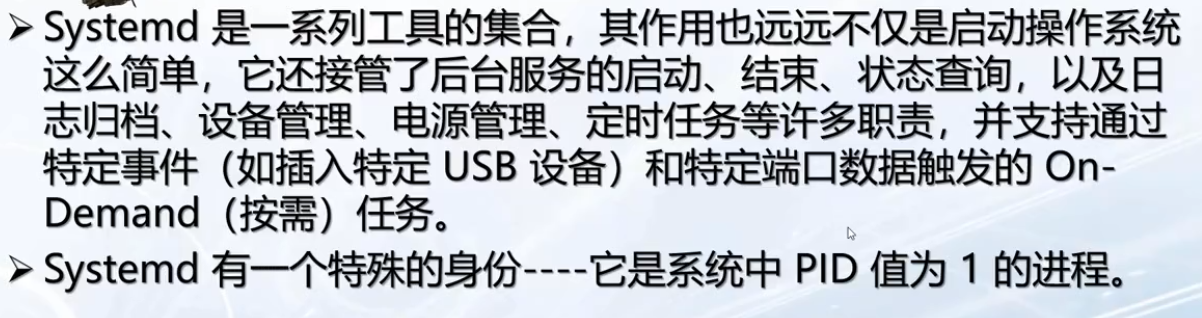 ➢ Systemd 是一系列工具的集合，其作用也远远不仅是启动操作系统
这么简单，它还接管了后台服务的启动、结束、状态查询，以及日
志归档、设备管理、电源管理、定时任务等许多职责，并支持通过
特定事件（如插入特定 USB 设备）和特定端口数据触发的 On-
Demand（按需）任务。
➢ Systemd 有一个特殊的身份----它是系统中 PID 值为 1 的进程。